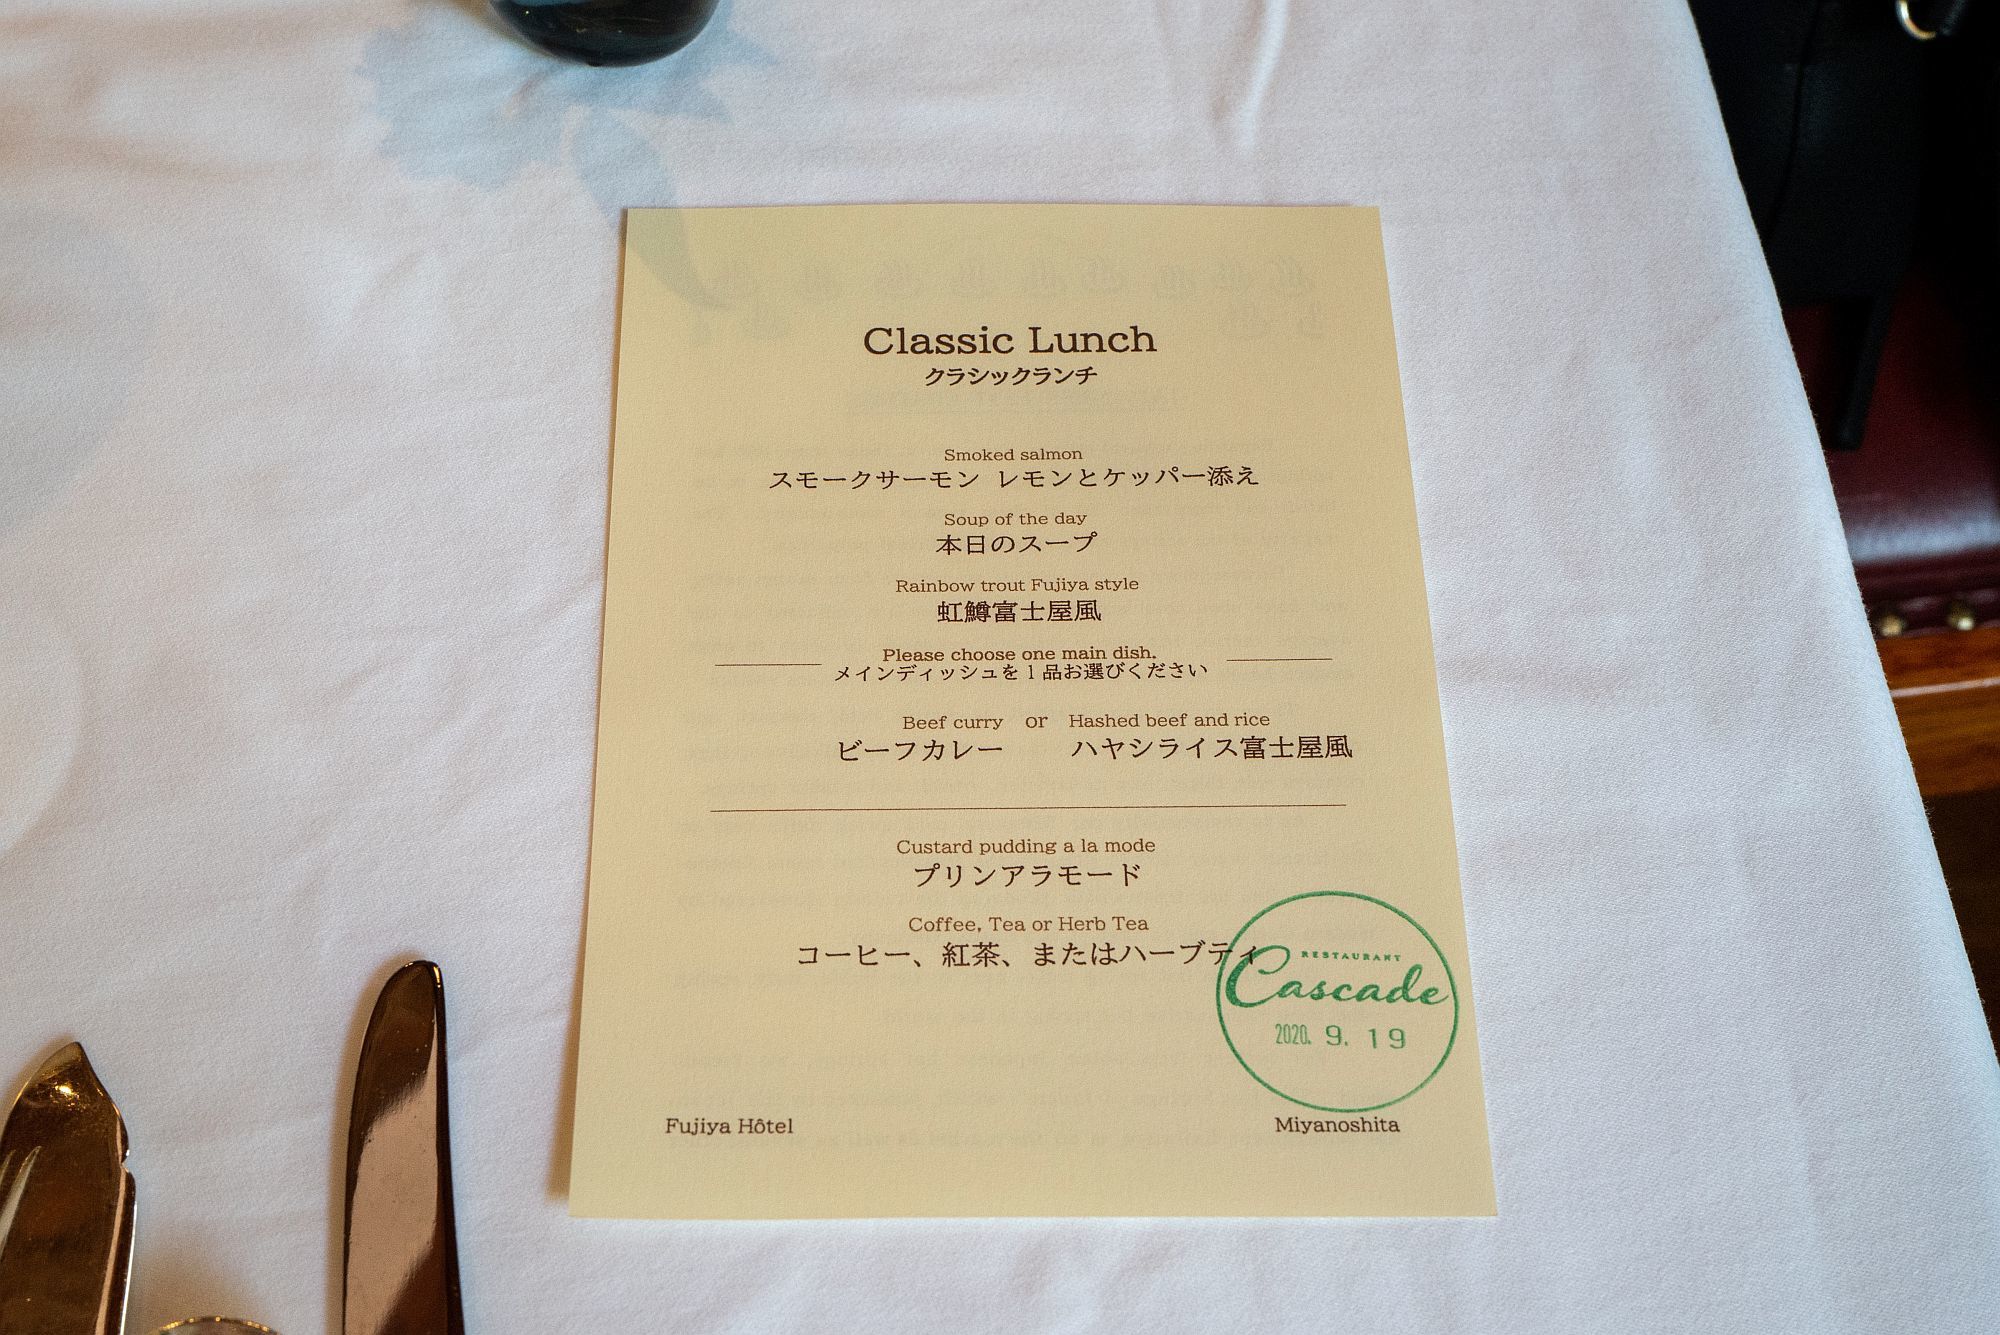 Classic Lunch
クラシックランチ
Smoked salmon
スモークサーモン レモンとケッパー添え
Soup of the day
本日のスープ
Rainbow trout Fujiya style
虹鱒富士屋風
Please choose one main dish.
メインディッシュを1品お選びください
Beef curry or Hashed beef and rice
ビーフカレー ハヤシライス富士屋風
Custard pudding a la mode
プリンアラモード
Coffee, Tea or Herb Tea
コーヒー、紅茶、またはハーブティ
RESTAURANT
Cascade
2020. 9. 19
Fujiya Hôtel Miyanoshita